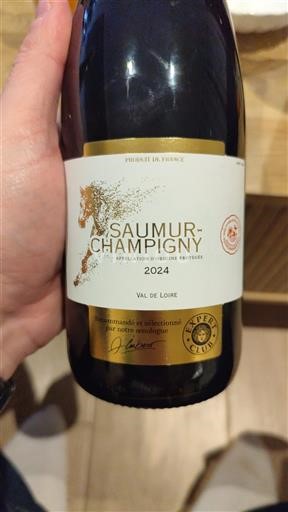 PRODUIT DE FRANCE
SAUMUR-
CHAMPIGNY
APPELLATION D'ORIGINE PROTÉGÉE
2024
VAL DE LOIRE
Recommandé et sélectionné
par notre œnologue
EXPERT
CLUB